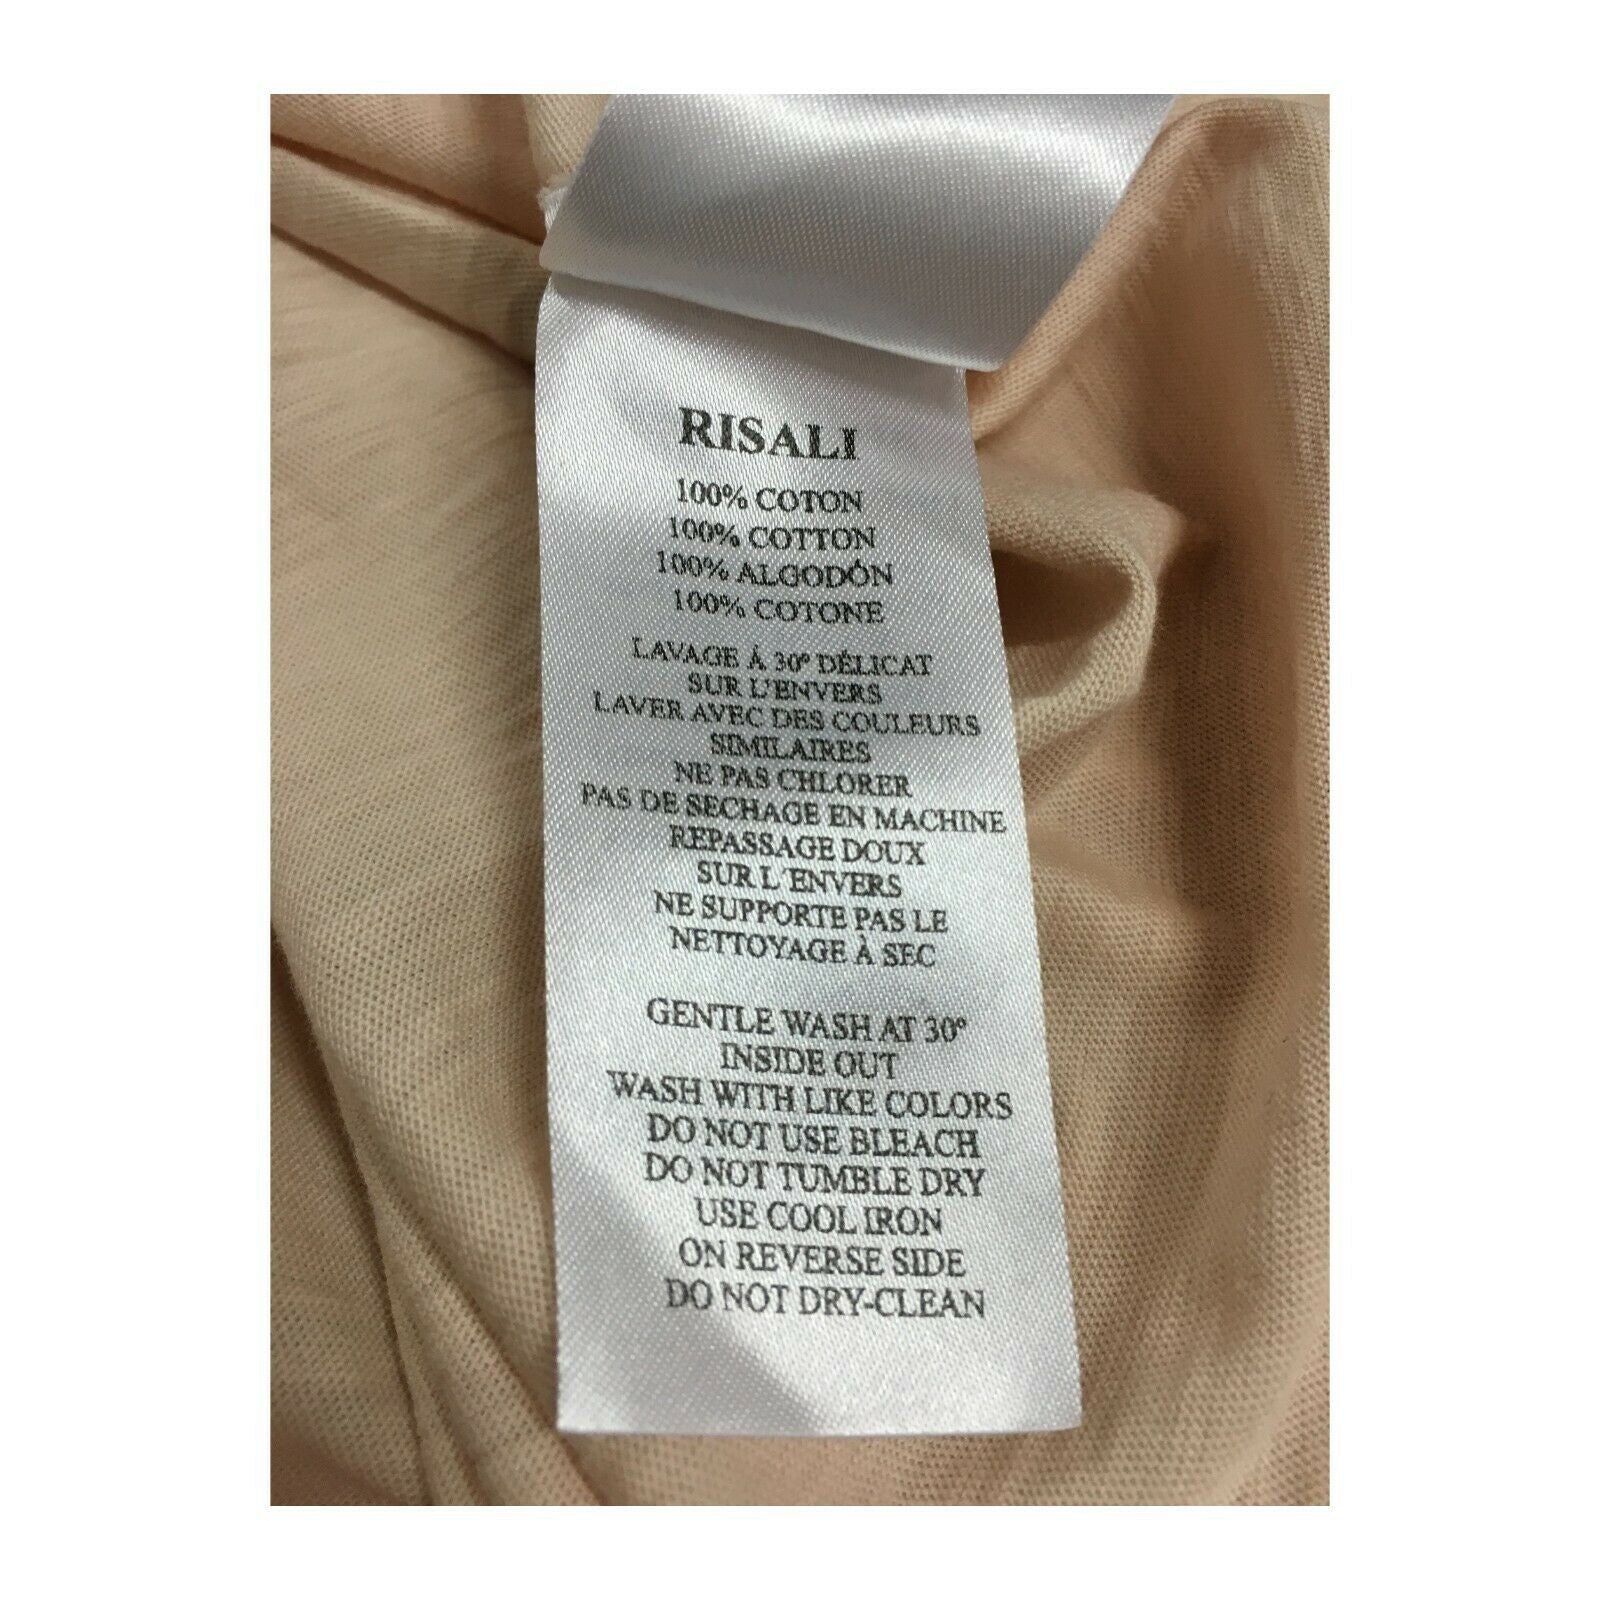 RISALI
100% COTON
100% COTTON
100% ALGODÓN
100% COTONE
LAVAGE À 30° DÉLICAT
SUR L'ENVERS
LAVER AVEC DES COULEURS
SIMILAIRES
NE PAS CHLORER
PAS DE SECHAGE EN MACHINE
REPASSAGE DOUX
SUR L'ENVERS
NE SUPPORTE PAS LE
NETTOYAGE À SEC
GENTLE WASH AT 30°
INSIDE OUT
WASH WITH LIKE COLORS
DO NOT USE BLEACH
DO NOT TUMBLE DRY
USE COOL IRON
ON REVERSE SIDE
DO NOT DRY-CLEAN